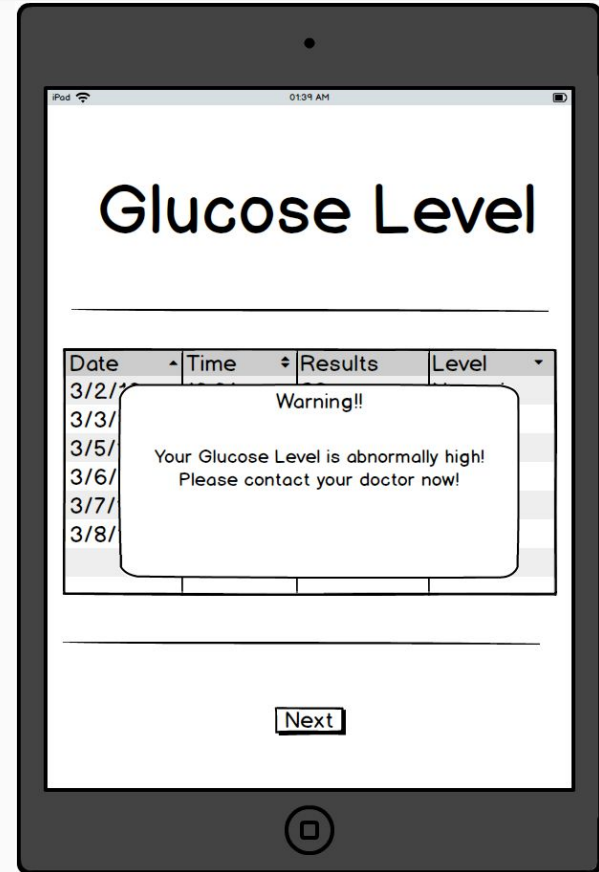 iPad 01:39 AM
Glucose Level
Date Time Results Level
3/2/
3/3/
3/5/
3/6/
3/7/
3/8/
Warning!!
Your Glucose Level is abnormally high!
Please contact your doctor now!
Next